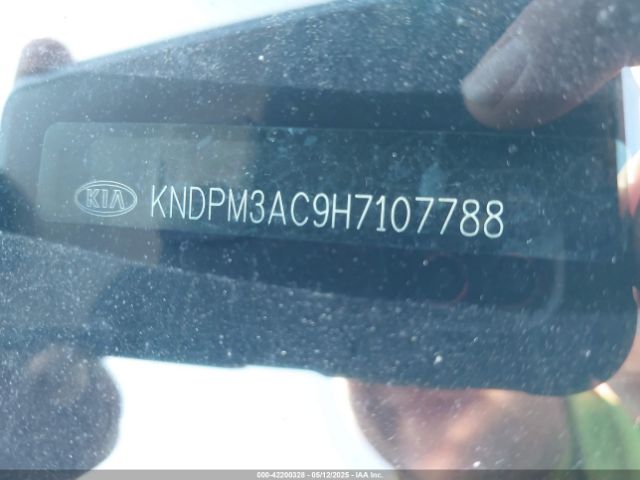 KIA KNDPM3AC9H7107788
000-42200328 - 05/12/2025 - IAA Inc.